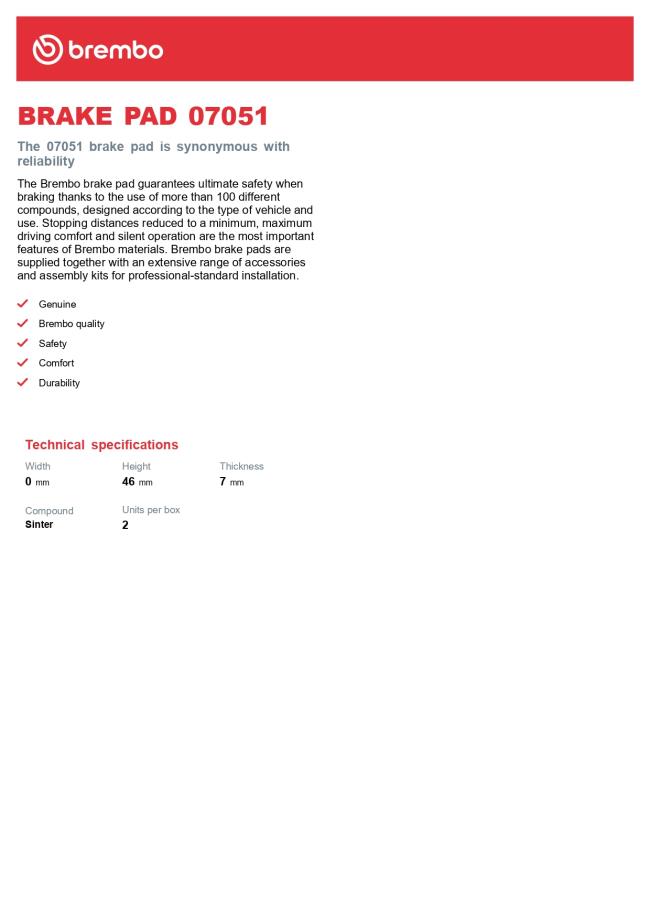 brembo
BRAKE PAD 07051
The 07051 brake pad is synonymous with
reliability
The Brembo brake pad guarantees ultimate safety when
braking thanks to the use of more than 100 different
compounds, designed according to the type of vehicle and
use. Stopping distances reduced to a minimum, maximum
driving comfort and silent operation are the most important
features of Brembo materials. Brembo brake pads are
supplied together with an extensive range of accessories
and assembly kits for professional-standard installation.
Genuine
Brembo quality
Safety
Comfort
Durability
Technical specifications
Width Height Thickness
0 mm 46 mm 7 mm
Compound Units per box
Sinter 2